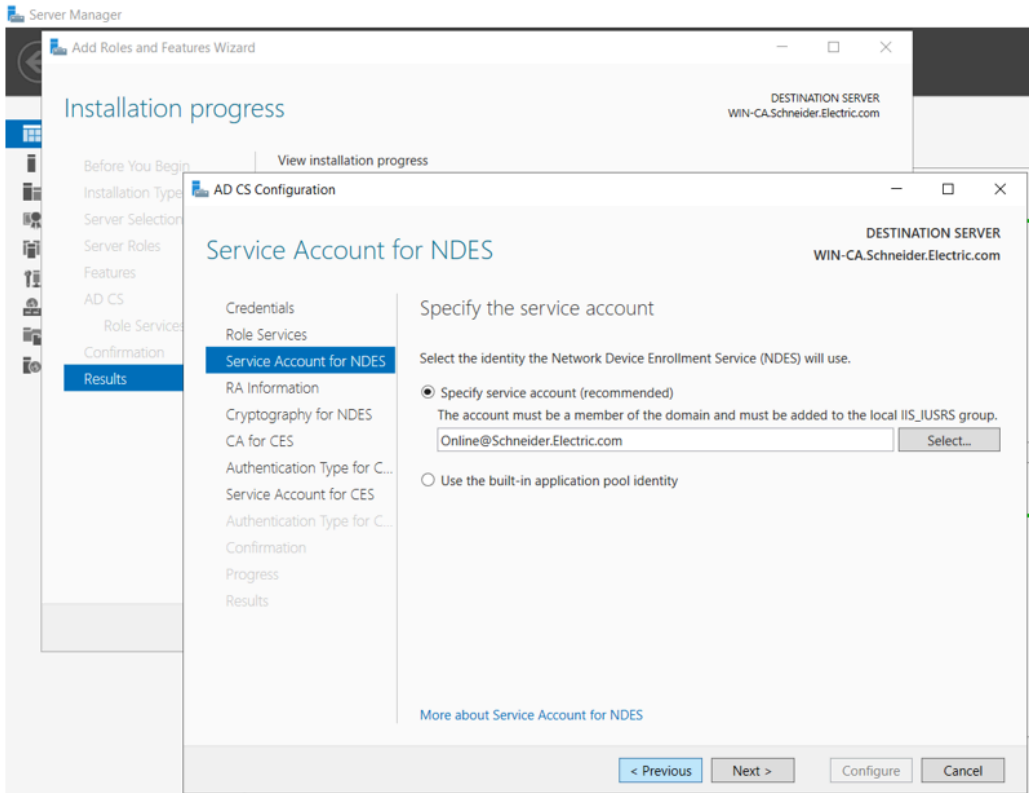 Server Manager
Add Roles and Features Wizard
Installation progress
DESTINATION SERVER
WIN-CA.Schneider.Electric.com
Before You Begin
Installation Type
Server Selection
Server Roles
Features
AD CS
Role Services
Confirmation
Results
View installation progress
AD CS Configuration
Service Account for NDES
DESTINATION SERVER
WIN-CA.Schneider.Electric.com
Credentials
Role Services
Service Account for NDES
RA Information
Cryptography for NDES
CA for CES
Authentication Type for C...
Service Account for CES
Authentication Type for C...
Confirmation
Progress
Results
Specify the service account
Select the identity the Network Device Enrollment Service (NDES) will use.
Specify service account (recommended)
The account must be a member of the domain and must be added to the local IIS_IUSRS group.
Online@Schneider.Electric.com
Select...
Use the built-in application pool identity
More about Service Account for NDES
< Previous
Next >
Configure
Cancel